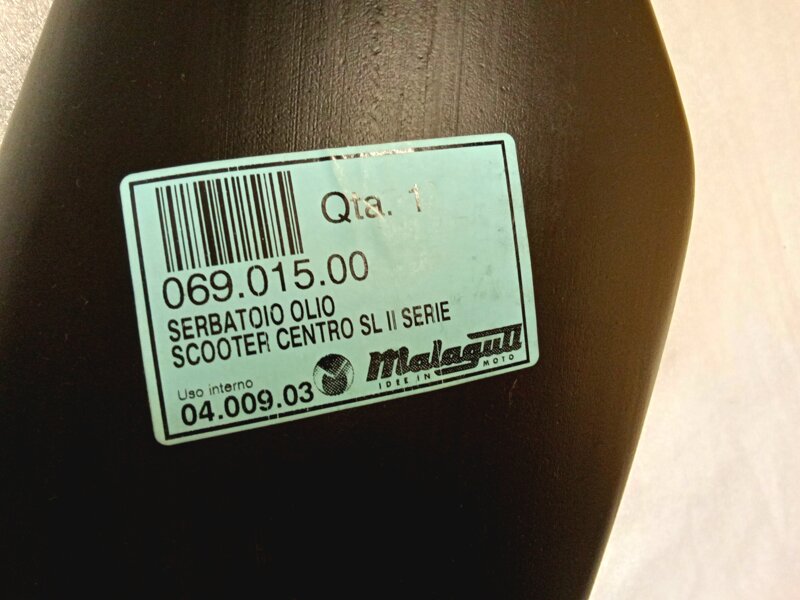 Qta. 1
069.015.00
SERBATOIO OLIO
SCOOTER CENTRO SL II SERIE
Uso interno
04.009.03
Malaguti
IDEE IN MOTO